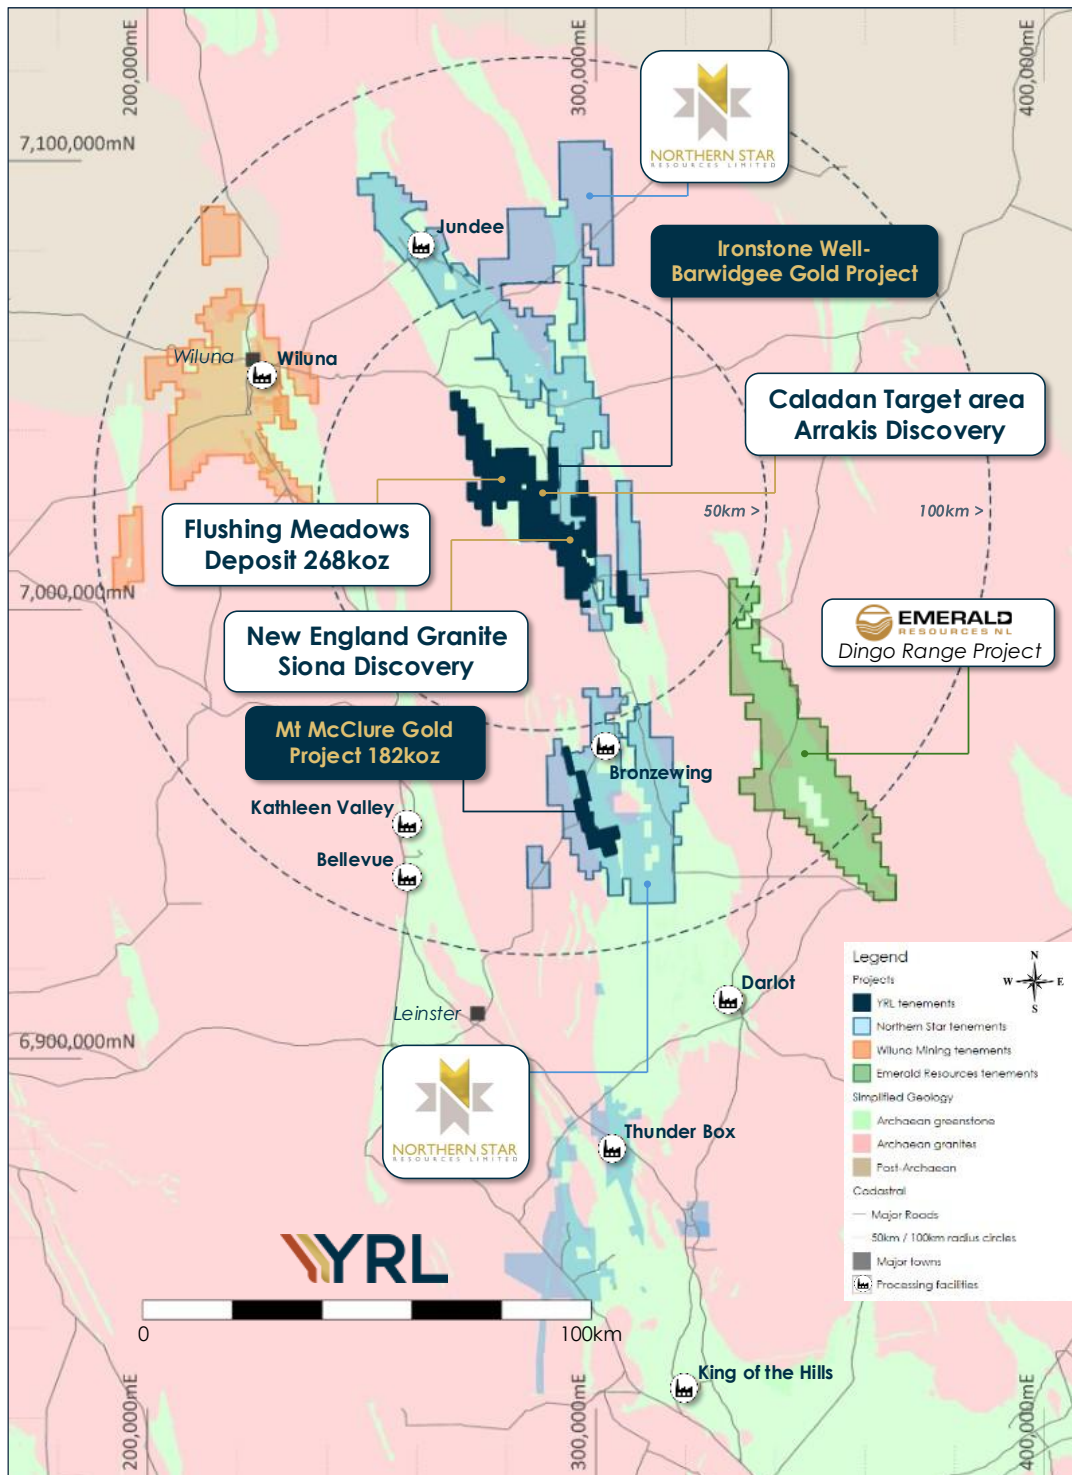 200,000mE
300,000mE
400,000mE
7,100,000mN
NORTHERN STAR
RESOURCES LIMITED
Jundee
Ironstone Well-
Barwidgee Gold Project
Wiluna
Wiluna
Caladan Target area
Arrakis Discovery
50km >
100km >
Flushing Meadows
Deposit 268koz
7,000,000mN
New England Granite
Siona Discovery
EMERALD
RESOURCES NL
Dingo Range Project
Mt McClure Gold
Project 182koz
Bronzewing
Kathleen Valley
Bellevue
Darlot
Leinster
6,900,000mN
NORTHERN STAR
RESOURCES LIMITED
Thunder Box
Legend
N
W
E
S
Projects
YRL tenements
Northern Star tenements
Wiluna Mining tenements
Emerald Resources tenements
Simplified Geology
Archaean greenstone
Archaean granites
Post-Archaean
Cadastral
Major Roads
50km / 100km radius circles
Major towns
Processing facilities
YRL
0
100km
King of the Hills
200,000mE
300,000mE
400,000mE